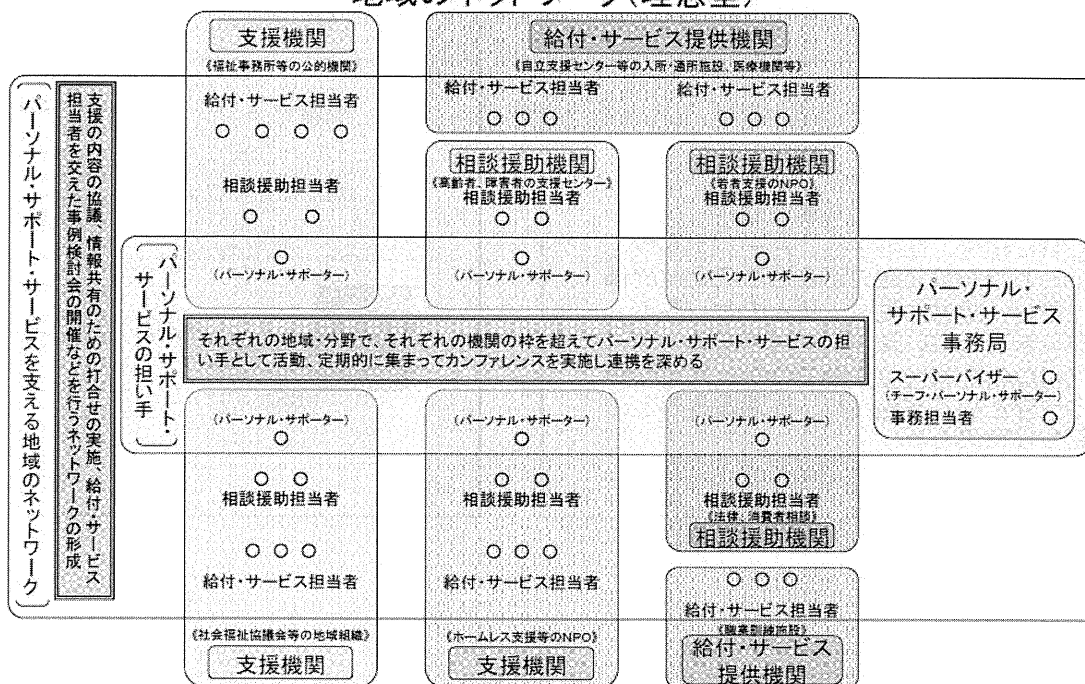 地域のネットワーク(理念型)
支援機関
《福祉事務所等の公的機関》
給付・サービス担当者
相談援助担当者
(パーソナル・サポーター)
給付・サービス提供機関
《自立支援センター等の入所・通所施設、医療機関等》
給付・サービス担当者
給付・サービス担当者
相談援助機関
《高齢者、障害者の支援センター》
相談援助担当者
(パーソナル・サポーター)
相談援助機関
《若者支援のNPO》
相談援助担当者
(パーソナル・サポーター)
パーソナル・サポート・サービスを支える地域のネットワーク
支援の内容の協議、情報共有のための打合せの実施、給付・サービス
担当者を交えた事例検討会の開催などを行うネットワークの形成
パーソナル・サポート・
サービスの担い手
それぞれの地域・分野で、それぞれの機関の枠を超えてパーソナル・サポート・サービスの担
い手として活動、定期的に集まってカンファレンスを実施し連携を深める
パーソナル・
サポート・サービス
事務局
スーパーバイザー
(チーフ・パーソナル・サポーター)
事務担当者
(パーソナル・サポーター)
相談援助担当者
給付・サービス担当者
《社会福祉協議会等の地域組織》
支援機関
(パーソナル・サポーター)
相談援助担当者
給付・サービス担当者
《ホームレス支援等のNPO》
支援機関
(パーソナル・サポーター)
相談援助担当者
《法律、消費者相談》
相談援助機関
給付・サービス担当者
《職業訓練施設》
給付・サービス
提供機関